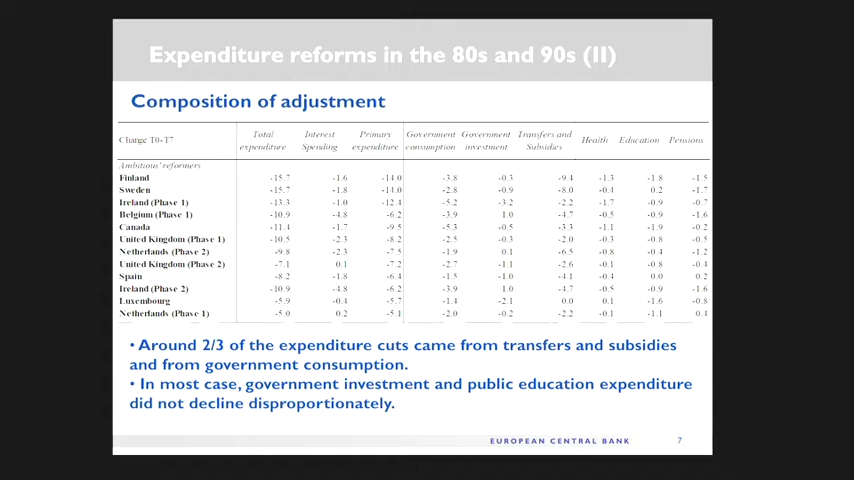 Expenditure reforms in the 80s and 90s (II)
Composition of adjustment
Change T0-T7 Total expenditure Interest Spending Primary expenditure Government consumption Government investment Transfers and Subsidies Health Education Pensions
Ambitious' reformers
Finland -15.7 -1.6 -14.0 -3.8 -0.3 -9.4 -1.3 -1.8 -1.5
Sweden -15.7 -1.8 -14.0 -2.8 -0.9 -8.0 -0.4 0.2 -1.7
Ireland (Phase 1) -13.3 -1.0 -12.4 -5.2 -3.2 -2.2 -1.7 -0.9 -0.7
Belgium (Phase 1) -10.9 -4.8 -6.2 -3.9 1.0 -4.7 -0.5 -0.9 -1.6
Canada -11.4 -1.7 -9.5 -5.3 -0.5 -3.3 -1.1 -1.9 -0.2
United Kingdom (Phase 1) -10.5 -2.3 -8.2 -2.5 -0.3 -2.0 -0.3 -0.8 -0.5
Netherlands (Phase 2) -9.8 -2.3 -7.5 -1.9 0.1 -6.5 -0.8 -0.4 -1.2
United Kingdom (Phase 2) -7.1 0.1 -7.2 -2.7 -1.1 -2.6 -0.1 -0.8 -0.4
Spain -8.2 -1.8 -6.4 -1.5 -1.0 -4.1 -0.4 0.0 0.2
Ireland (Phase 2) -10.9 -4.8 -6.2 -3.9 1.0 -4.7 -0.5 -0.9 -1.6
Luxembourg -5.9 -0.4 -5.7 -1.4 -2.1 0.0 0.1 -1.6 -0.8
Netherlands (Phase 1) -5.0 0.2 -5.1 -2.0 -0.2 -2.2 -0.1 -1.1 0.4
• Around 2/3 of the expenditure cuts came from transfers and subsidies
and from government consumption.
• In most case, government investment and public education expenditure
did not decline disproportionately.
EUROPEAN CENTRAL BANK 7